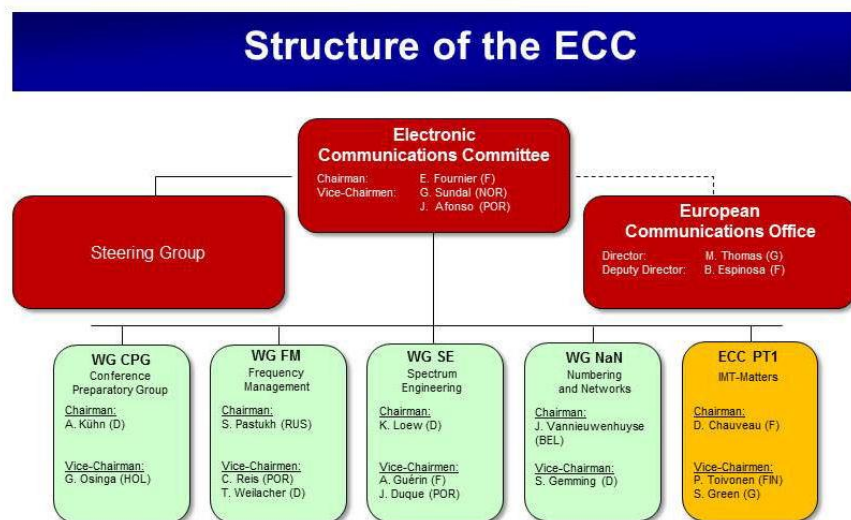 Structure of the ECC
Electronic
Communications Committee
Chairman: E. Fournier (F)
Vice-Chairmen: G. Sundal (NOR)
J. Afonso (POR)
Steering Group
European
Communications Office
Director: M. Thomas (G)
Deputy Director: B. Espinosa (F)
WG CPG
Conference
Preparatory Group
Chairman:
A. Kühn (D)
Vice-Chairman:
G. Osinga (HOL)
WG FM
Frequency
Management
Chairman:
S. Pastukh (RUS)
Vice-Chairmen:
C. Reis (POR)
T. Weilacher (D)
WG SE
Spectrum
Engineering
Chairman:
K. Loew (D)
Vice-Chairmen:
A. Guérin (F)
J. Duque (POR)
WG NaN
Numbering
and Networks
Chairman:
J. Vannieuwenhuyse
(BEL)
Vice-Chairman:
S. Gemming (D)
ECC PT1
IMT-Matters
Chairman:
D. Chauveau (F)
Vice-Chairmen:
P. Toivonen (FIN)
S. Green (G)